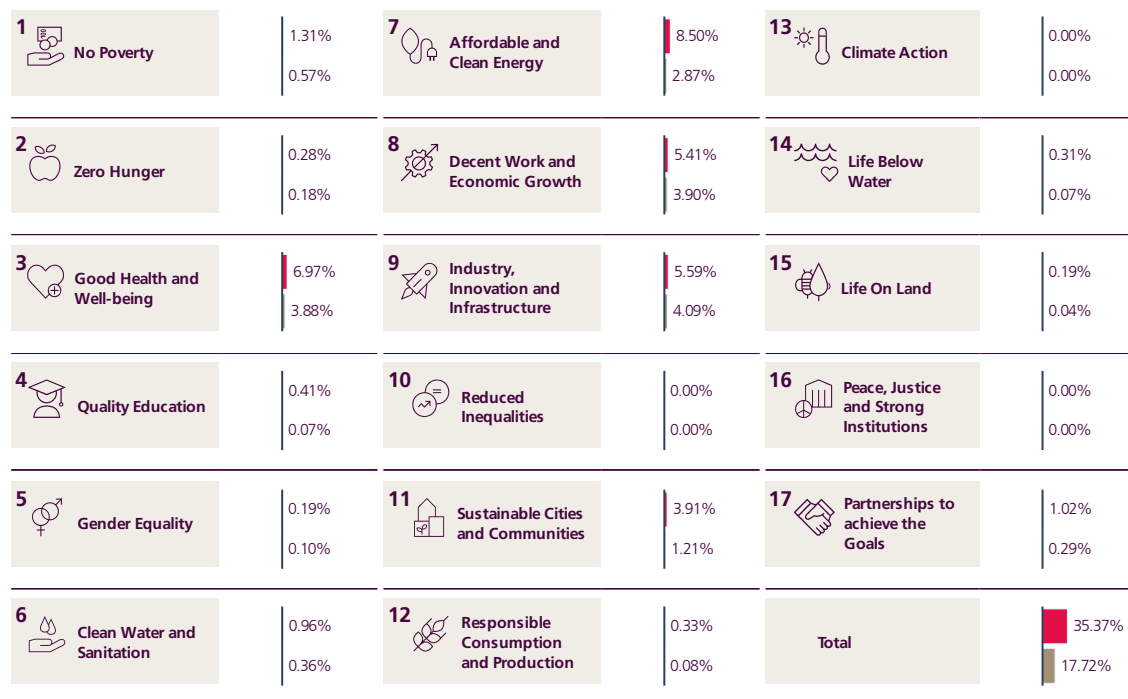 1
No Poverty
1.31%
0.57%
2
Zero Hunger
0.28%
0.18%
3
Good Health and
Well-being
6.97%
3.88%
4
Quality Education
0.41%
0.07%
5
Gender Equality
0.19%
0.10%
6
Clean Water and
Sanitation
0.96%
0.36%
7
Affordable and
Clean Energy
8.50%
2.87%
8
Decent Work and
Economic Growth
5.41%
3.90%
9
Industry,
Innovation and
Infrastructure
5.59%
4.09%
10
Reduced
Inequalities
0.00%
0.00%
11
Sustainable Cities
and Communities
3.91%
1.21%
12
Responsible
Consumption
and Production
0.33%
0.08%
13
Climate Action
0.00%
0.00%
14
Life Below
Water
0.31%
0.07%
15
Life On Land
0.19%
0.04%
16
Peace, Justice
and Strong
Institutions
0.00%
0.00%
17
Partnerships to
achieve the
Goals
1.02%
0.29%
Total
35.37%
17.72%